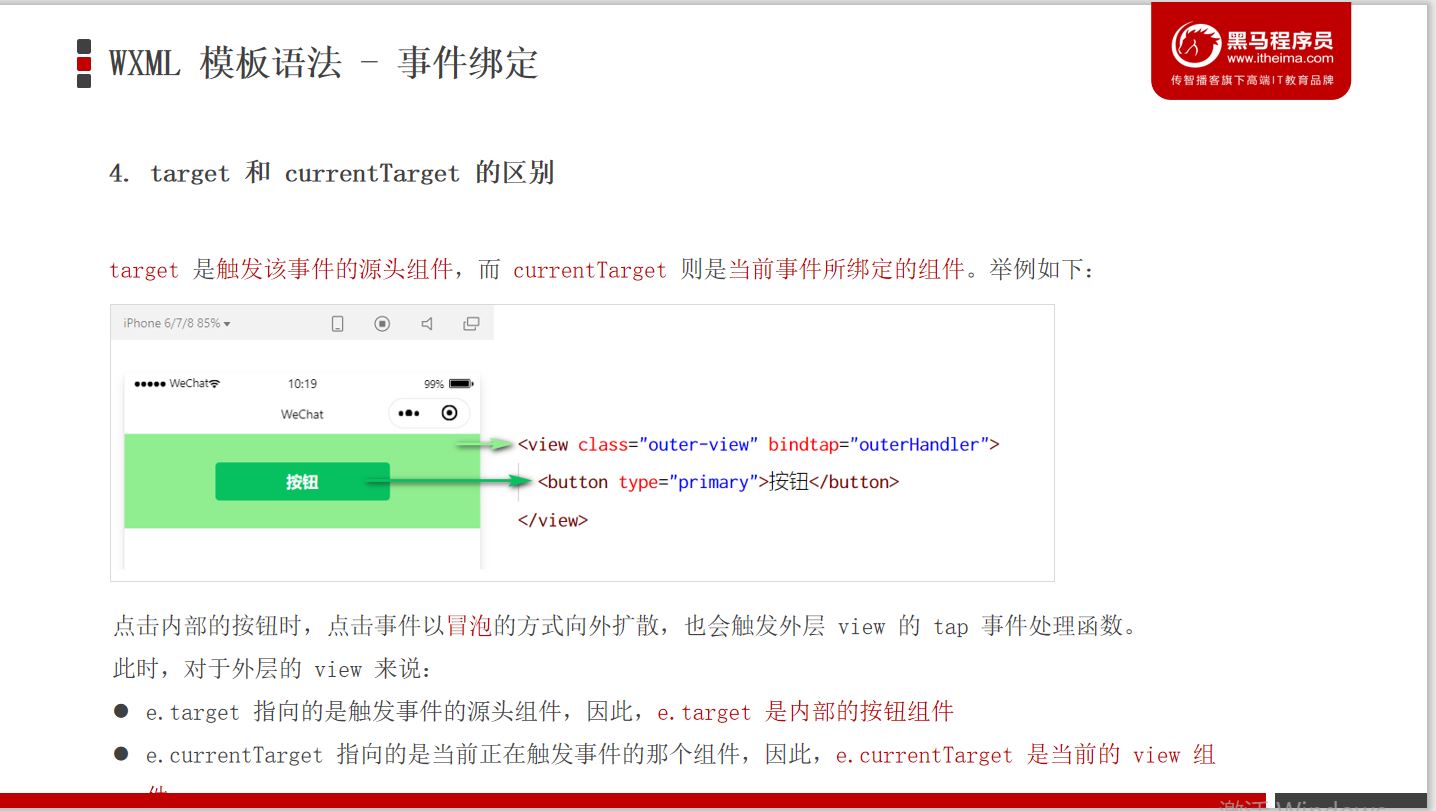 WXML 模板语法 - 事件绑定
黑马程序员
www.itheima.com
传智播客旗下高端IT教育品牌
4. target 和 currentTarget 的区别
target 是触发该事件的源头组件，而 currentTarget 则是当前事件所绑定的组件。举例如下：
iPhone 6/7/8 85%
WeChat 10:19 99%
WeChat
<view class="outer-view" bindtap="outerHandler">
按钮
<button type="primary">按钮</button>
</view>
点击内部的按钮时，点击事件以冒泡的方式向外扩散，也会触发外层 view 的 tap 事件处理函数。
此时，对于外层的 view 来说：
● e.target 指向的是触发事件的源头组件，因此，e.target 是内部的按钮组件
● e.currentTarget 指向的是当前正在触发事件的那个组件，因此，e.currentTarget 是当前的 view 组
件
激活 Windows